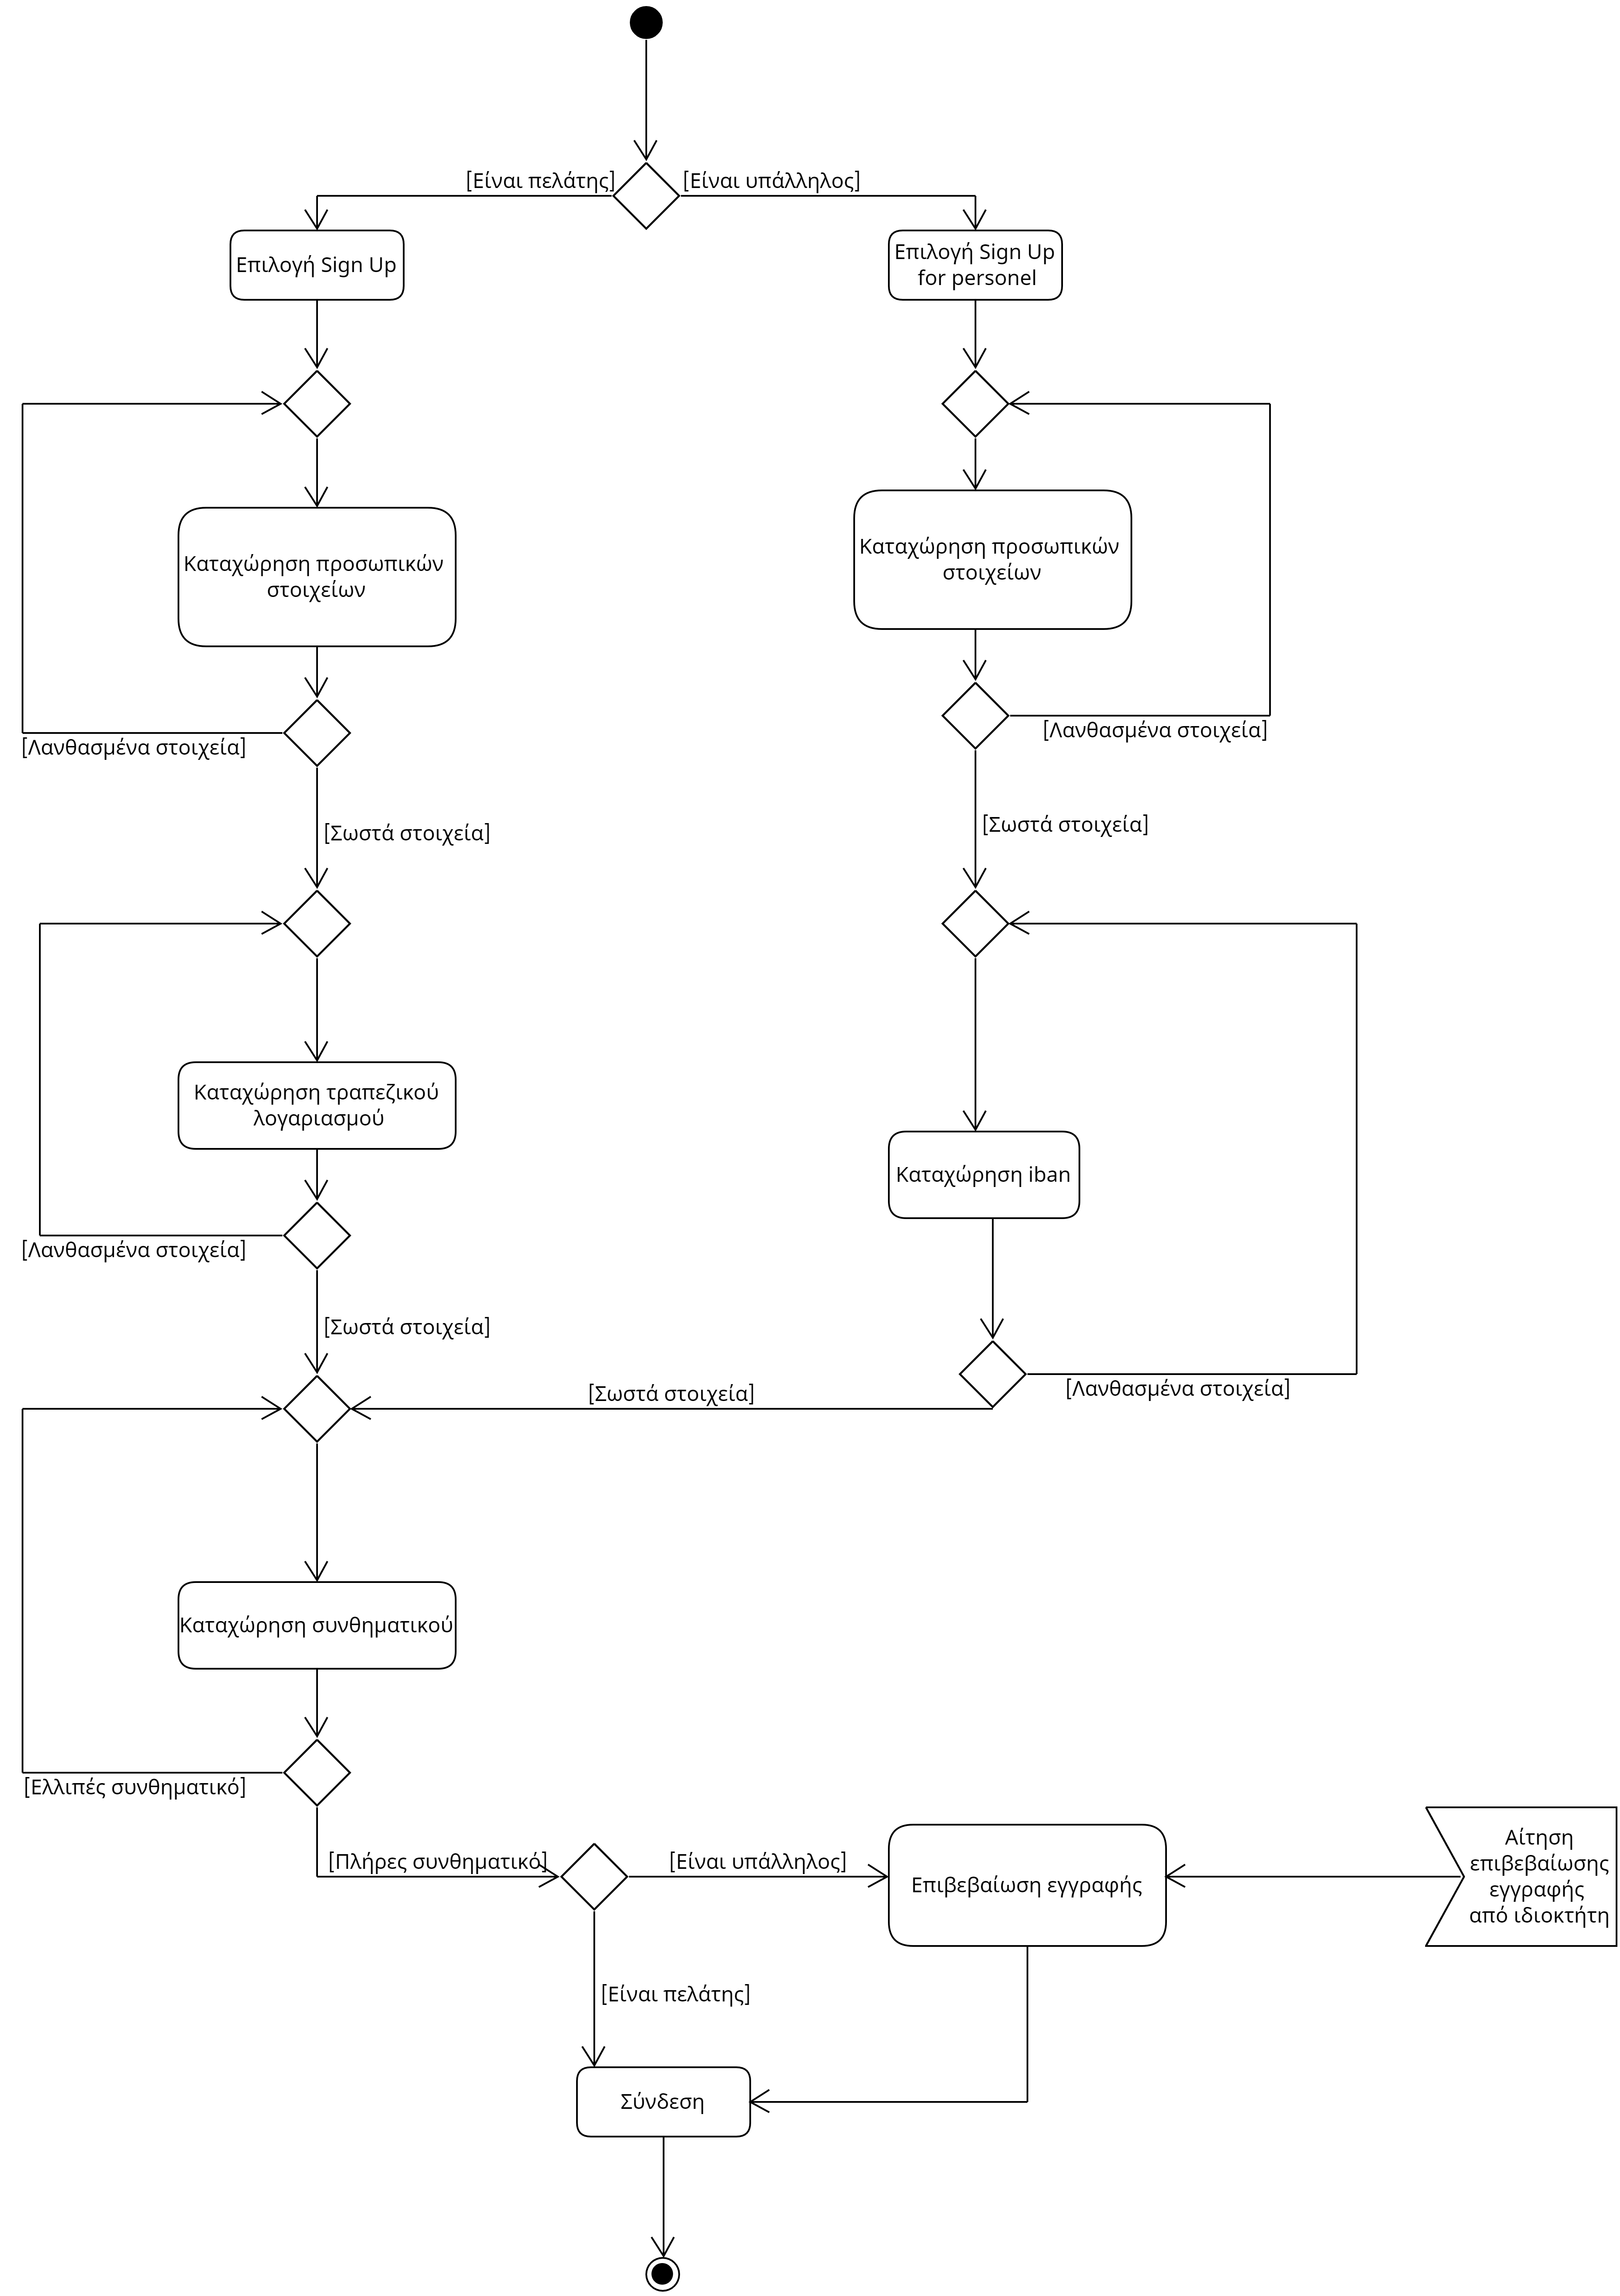 [Είναι πελάτης]
[Είναι υπάλληλος]
Επιλογή Sign Up
Επιλογή Sign Up
for personel
Καταχώρηση προσωπικών
στοιχείων
Καταχώρηση προσωπικών
στοιχείων
[Λανθασμένα στοιχεία]
[Λανθασμένα στοιχεία]
[Σωστά στοιχεία]
[Σωστά στοιχεία]
Καταχώρηση τραπεζικού
λογαριασμού
Καταχώρηση iban
[Λανθασμένα στοιχεία]
[Σωστά στοιχεία]
[Σωστά στοιχεία]
[Λανθασμένα στοιχεία]
Καταχώρηση συνθηματικού
[Ελλιπές συνθηματικό]
[Πλήρες συνθηματικό]
[Είναι υπάλληλος]
Επιβεβαίωση εγγραφής
Αίτηση
επιβεβαίωσης
εγγραφής
από ιδιοκτήτη
[Είναι πελάτης]
Σύνδεση